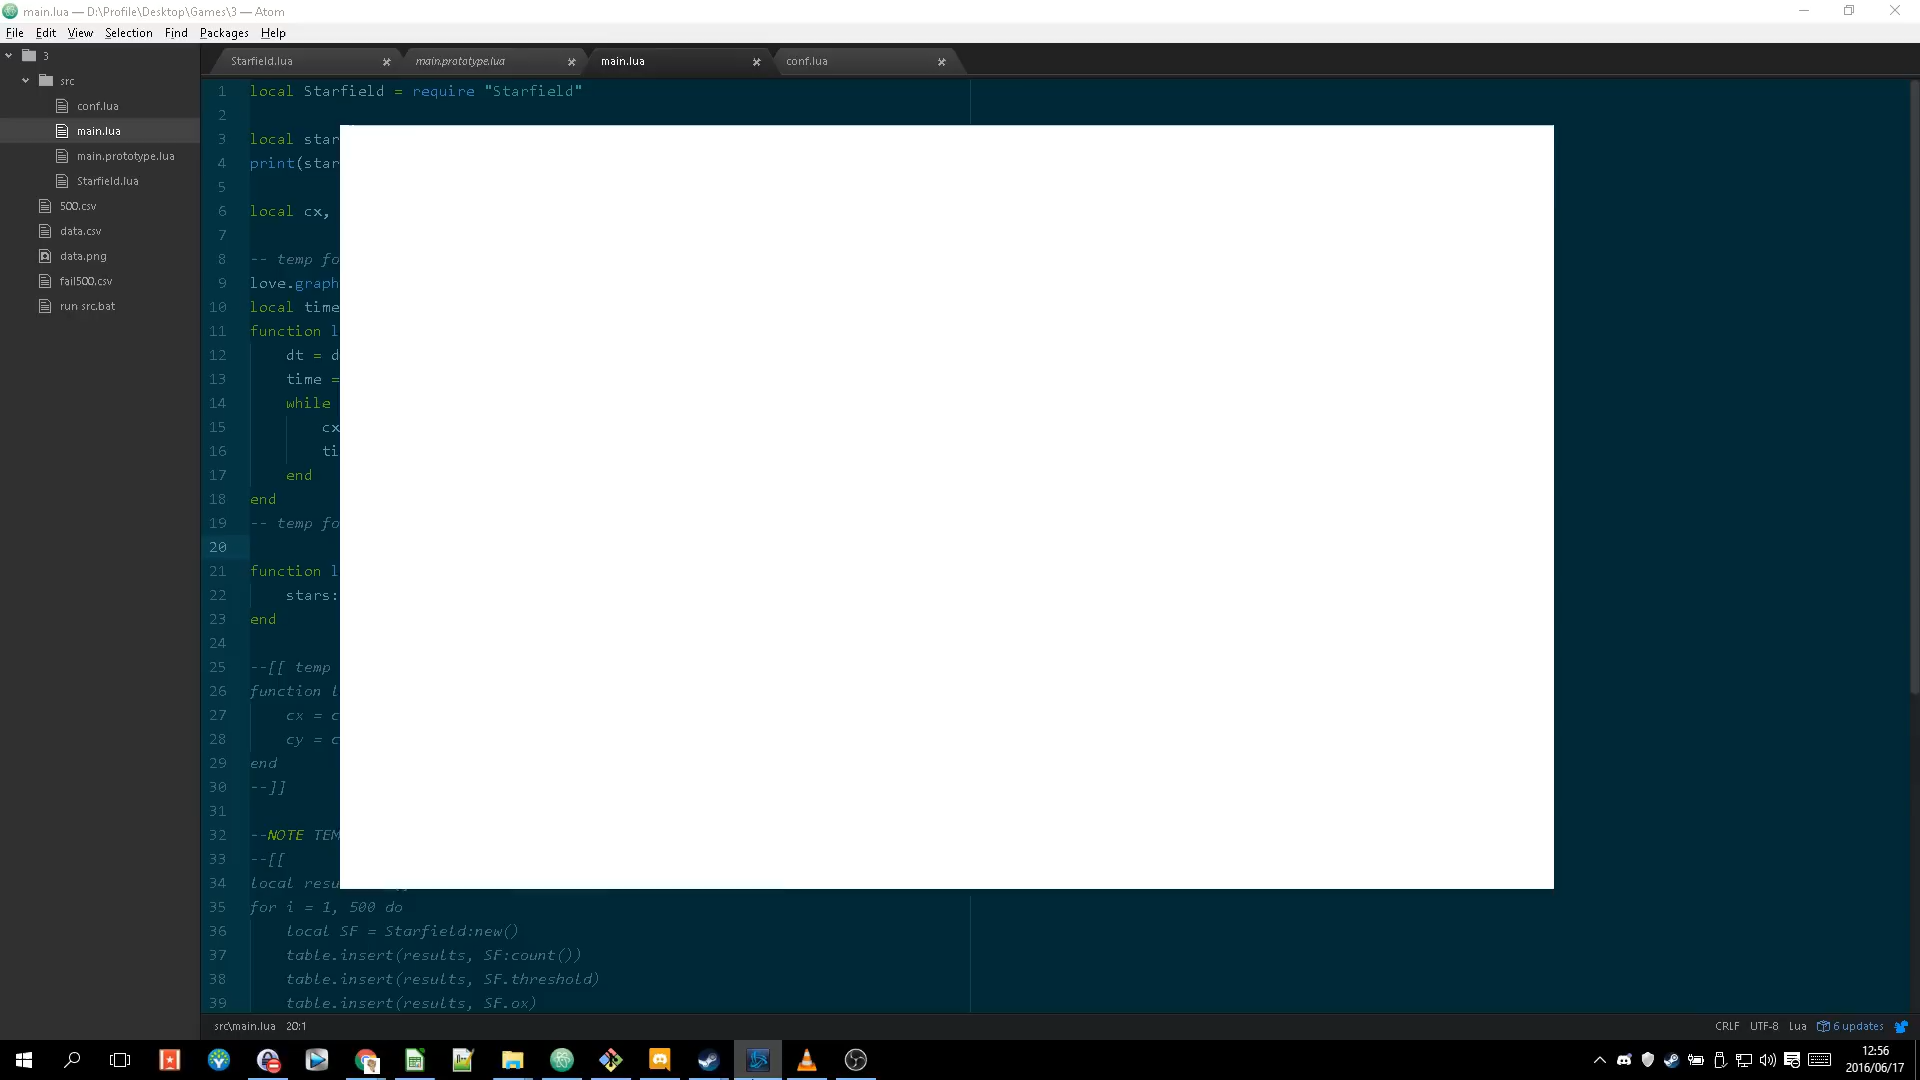 main.lua — D:\Profile\Desktop\Games\3 — Atom
File Edit View Selection Find Packages Help
3
src
conf.lua
main.lua
main.prototype.lua
Starfield.lua
500.csv
data.csv
data.png
fail500.csv
run src.bat
Starfield.lua main.prototype.lua main.lua conf.lua
1 local Starfield = require "Starfield"
2
3 local star
4 print(star
5
6 local cx,
7
8 -- temp fo
9 love.graph
10 local time
11 function l
12 dt = d
13 time =
14 while
15 cx
16 ti
17 end
18 end
19 -- temp fo
20
21 function l
22 stars:
23 end
24
25 --[[ temp
26 function l
27 cx = c
28 cy = c
29 end
30 --]]
31
32 --NOTE TEM
33 --[[
34 local resu
35 for i = 1, 500 do
36 local SF = Starfield:new()
37 table.insert(results, SF:count())
38 table.insert(results, SF.threshold)
39 table.insert(results, SF.ox)
src\main.lua 20:1
CRLF UTF-8 Lua 6 updates
12:56
2016/06/17